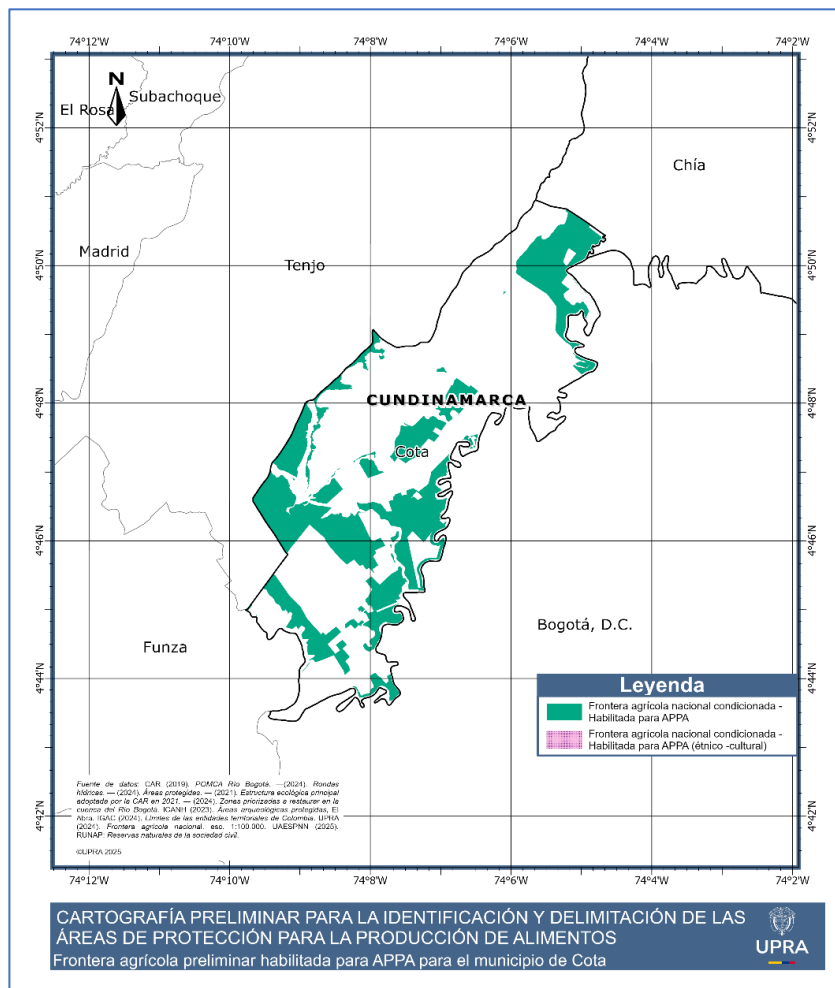 74°12'W 74°10'W 74°8'W 74°6'W 74°4'W 74°2'W
N
Subachoque
El Rosa
4°52'N 4°52'N
Chía
Madrid
Tenjo
4°50'N 4°50'N
4°48'N 4°48'N
CUNDINAMARCA
Cota
4°46'N 4°46'N
Bogotá, D.C.
Funza
4°44'N 4°44'N
Leyenda
Frontera agrícola nacional condicionada -
Habilitada para APPA
Frontera agrícola nacional condicionada -
Habilitada para APPA (étnico -cultural)
Fuente de datos: CAR (2019). POMCA Río Bogotá. —(2024). Rondas
hídricas. — (2024). Áreas protegidas. — (2021). Estructura ecológica principal
adoptada por la CAR en 2021. — (2024). Zonas priorizadas a restaurar en la
cuenca del Río Bogotá. ICANH (2023). Áreas arqueológicas protegidas, El
Abra. IGAC (2024). Límites de las entidades territoriales de Colombia. UPRA
(2024). Frontera agrícola nacional. esc. 1:100.000. UAESPNN (2025).
RUNAP: Reservas naturales de la sociedad civil.
©UPRA 2025
4°42'N 4°42'N
74°12'W 74°10'W 74°8'W 74°6'W 74°4'W 74°2'W
CARTOGRAFÍA PRELIMINAR PARA LA IDENTIFICACIÓN Y DELIMITACIÓN DE LAS
ÁREAS DE PROTECCIÓN PARA LA PRODUCCIÓN DE ALIMENTOS
Frontera agrícola preliminar habilitada para APPA para el municipio de Cota
UPRA